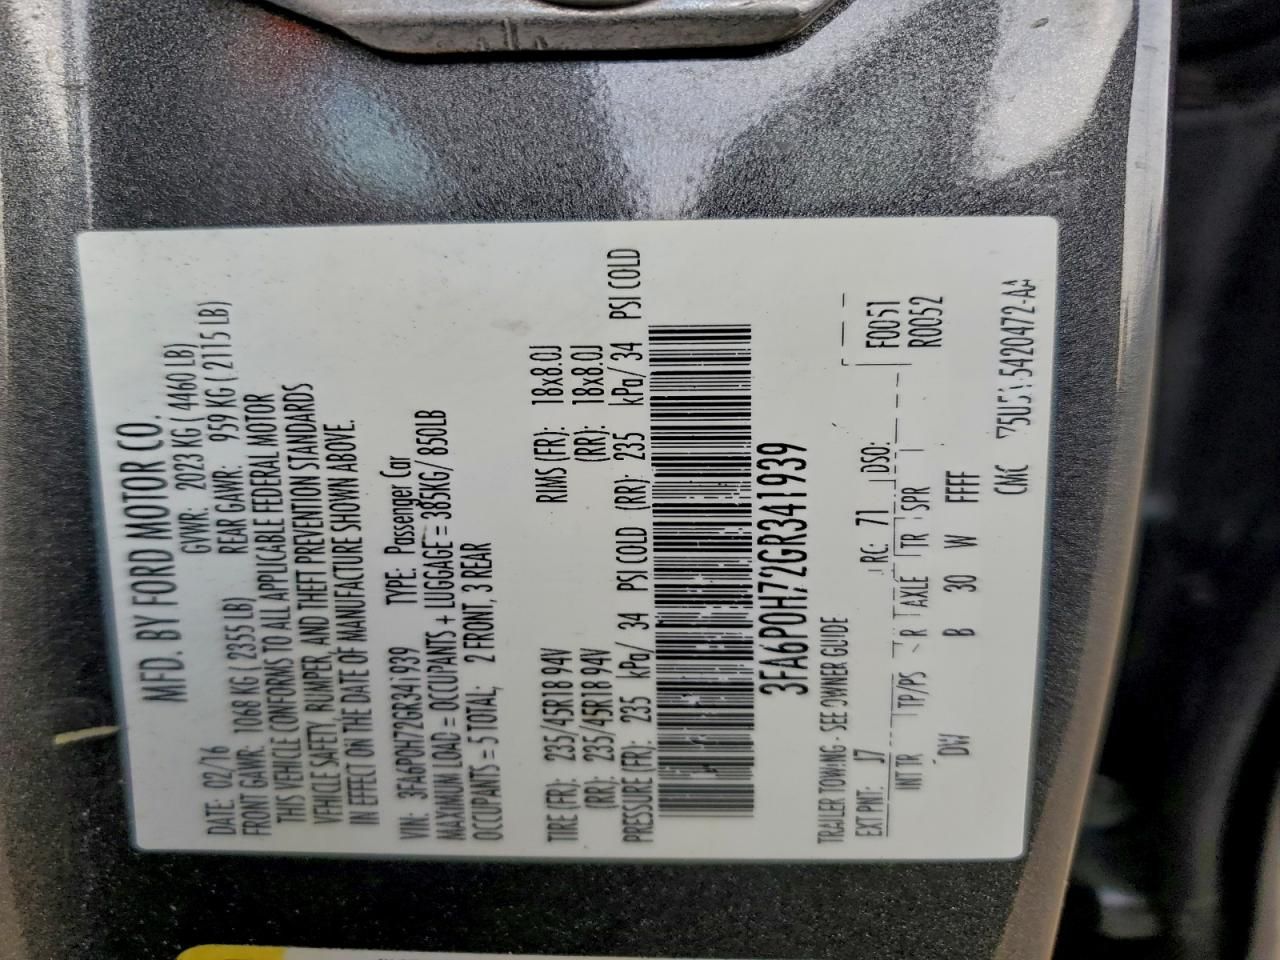 MFD. BY FORD MOTOR CO.
DATE: 02/16 GVWR: 2023 KG ( 4460 LB)
FRONT GAWR: 1068 KG ( 2355 LB) REAR GAWR: 959 KG ( 2115 LB)
THIS VEHICLE CONFORMS TO ALL APPLICABLE FEDERAL MOTOR
VEHICLE SAFETY, BUMPER, AND THEFT PREVENTION STANDARDS
IN EFFECT ON THE DATE OF MANUFACTURE SHOWN ABOVE.
VIN: 3FA6P0H72GR341939 TYPE: Passenger Car
MAXIMUM LOAD = OCCUPANTS + LUGGAGE = 385KG/ 850LB
OCCUPANTS = 5 TOTAL, 2 FRONT, 3 REAR
TIRE (FR): 235/45R18 94V RIMS (FR): 18x8.0J
(RR): 235/45R18 94V (RR): 18x8.0J
PRESSURE (FR): 235 kPa/ 34 PSI COLD (RR): 235 kPa/ 34 PSI COLD
3FA6P0H72GR341939
TRAILER TOWING - SEE OWNER GUIDE
EXT PNT: J7 RC: 71 DSO: F0051
INT TR TP/PS R AXLE TR SPR R0052
DW B 30 W FFFF
CMC 5420472-AA